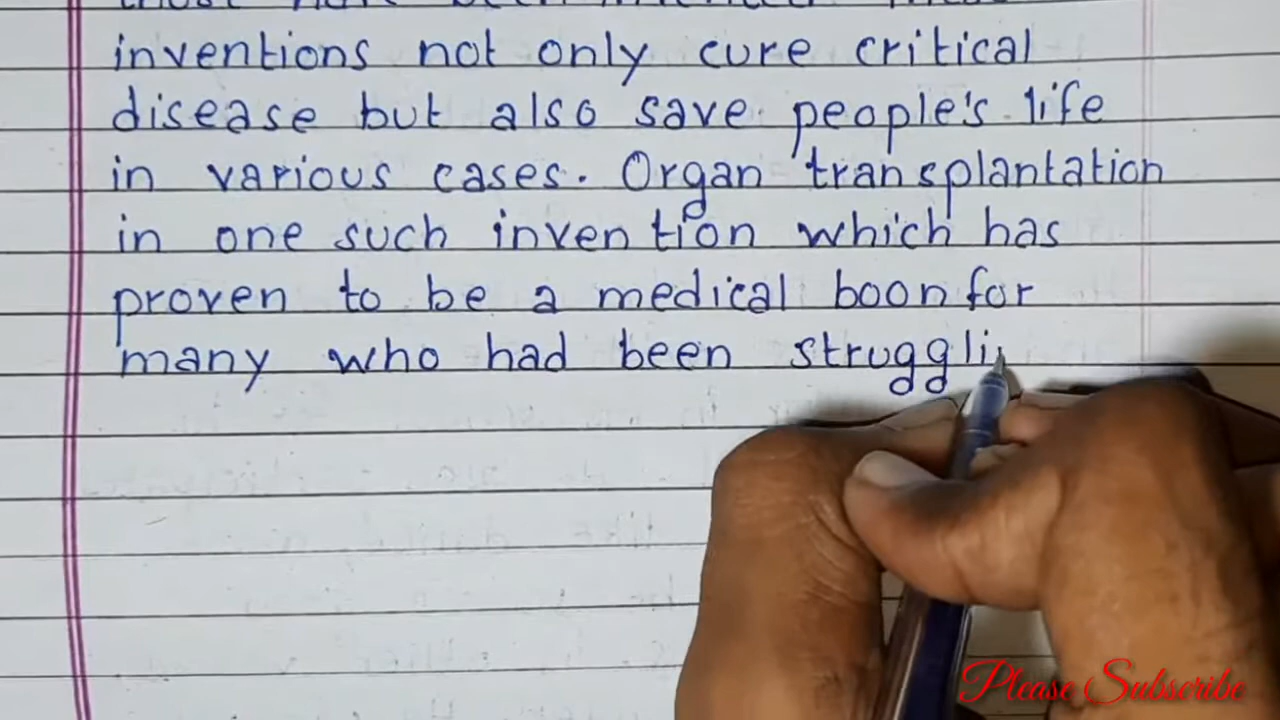 inventions not only cure critical
disease but also save people's life
in various cases. Organ transplantation
in one such invention which has
proven to be a medical boon for
many who had been struggli
Please Subscribe